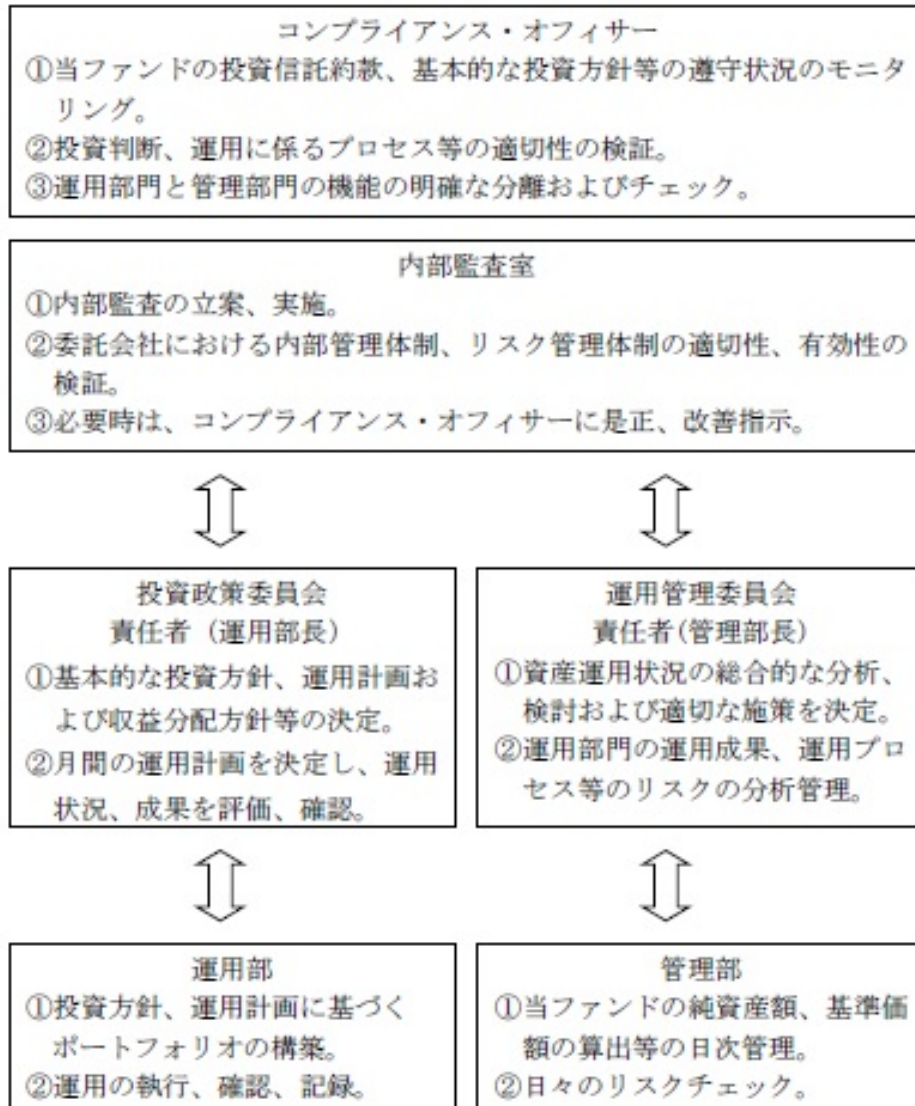 コンプライアンス・オフィサー
①当ファンドの投資信託約款、基本的な投資方針等の遵守状況のモニタ
リング。
②投資判断、運用に係るプロセス等の適切性の検証。
③運用部門と管理部門の機能の明確な分離およびチェック。
内部監査室
①内部監査の立案、実施。
②委託会社における内部管理体制、リスク管理体制の適切性、有効性の
検証。
③必要時は、コンプライアンス・オフィサーに是正、改善指示。
投資政策委員会
責任者（運用部長）
①基本的な投資方針、運用計画お
よび収益分配方針等の決定。
②月間の運用計画を決定し、運用
状況、成果を評価、確認。
運用管理委員会
責任者(管理部長)
①資産運用状況の総合的な分析、
検討および適切な施策を決定。
②運用部門の運用成果、運用プロ
セス等のリスクの分析管理。
運用部
①投資方針、運用計画に基づく
ポートフォリオの構築。
②運用の執行、確認、記録。
管理部
①当ファンドの純資産額、基準価
額の算出等の日次管理。
②日々のリスクチェック。